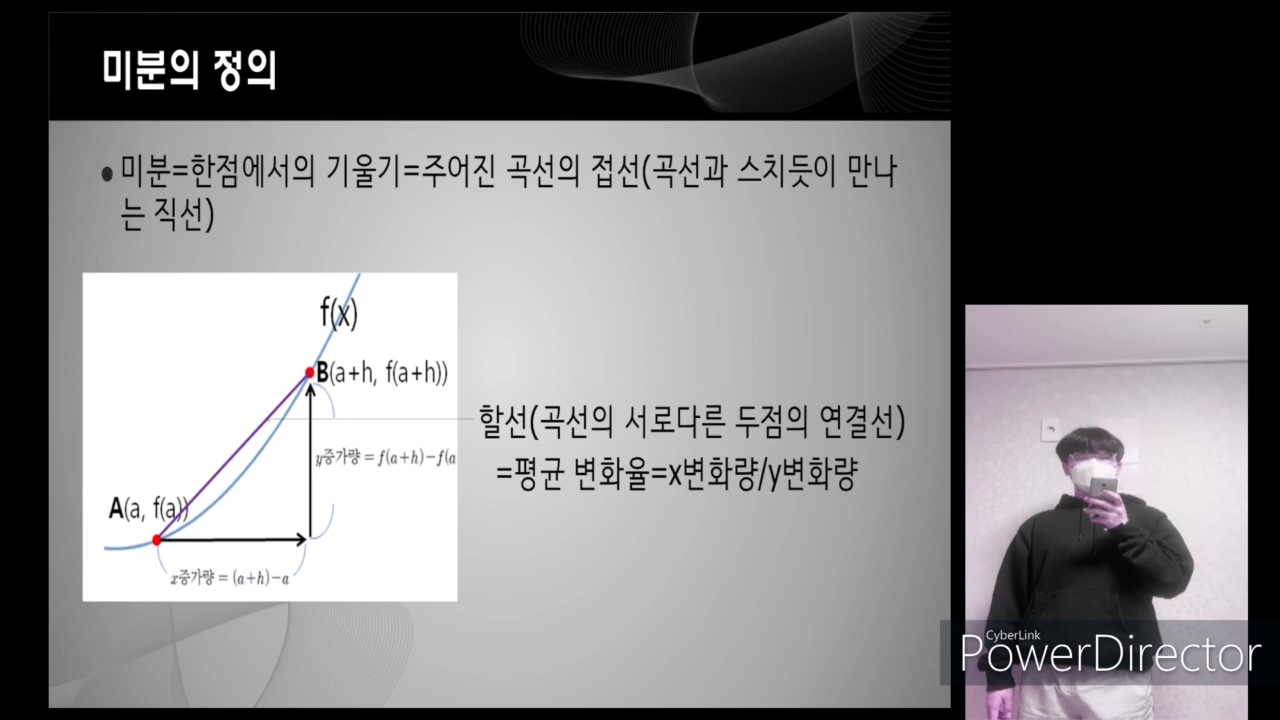 미분의 정의
미분=한점에서의 기울기=주어진 곡선의 접선(곡선과 스치듯이 만나
는 직선)
f(x)
B(a+h, f(a+h))
할선(곡선의 서로다른 두점의 연결선)
y증가량 = f(a+h)-f(a
=평균 변화율=x변화량/y변화량
A(a, f(a))
x증가량 = (a+h)-a
CyberLink
PowerDirector